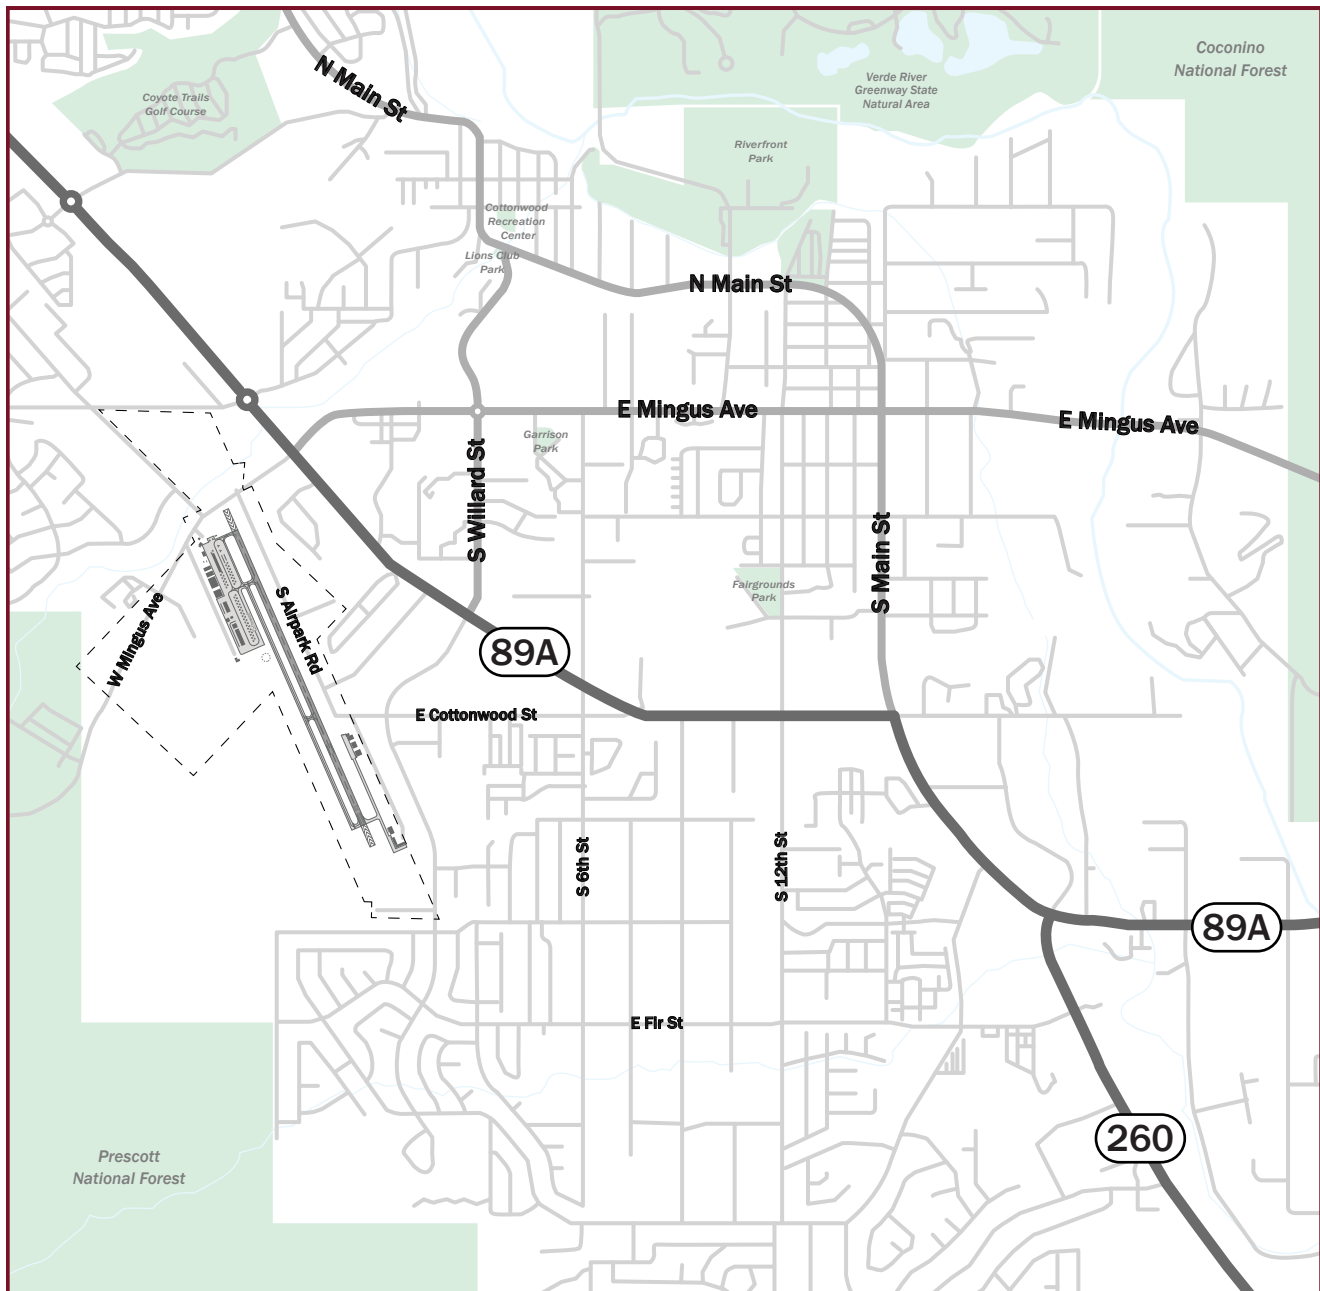 Coconino
National Forest
N Main St
Verde River
Greenway State
Natural Area
Coyote Trails
Golf Course
Riverfront
Park
Cottonwood
Recreation
Center
Lions Club
Park
N Main St
E Mingus Ave
E Mingus Ave
Garrison
Park
S Willard St
S Main St
Fairgrounds
Park
S Airpark Rd
W Mingus Ave
89A
E Cottonwood St
S 6th St
S 12th St
89A
E Fir St
260
Prescott
National Forest